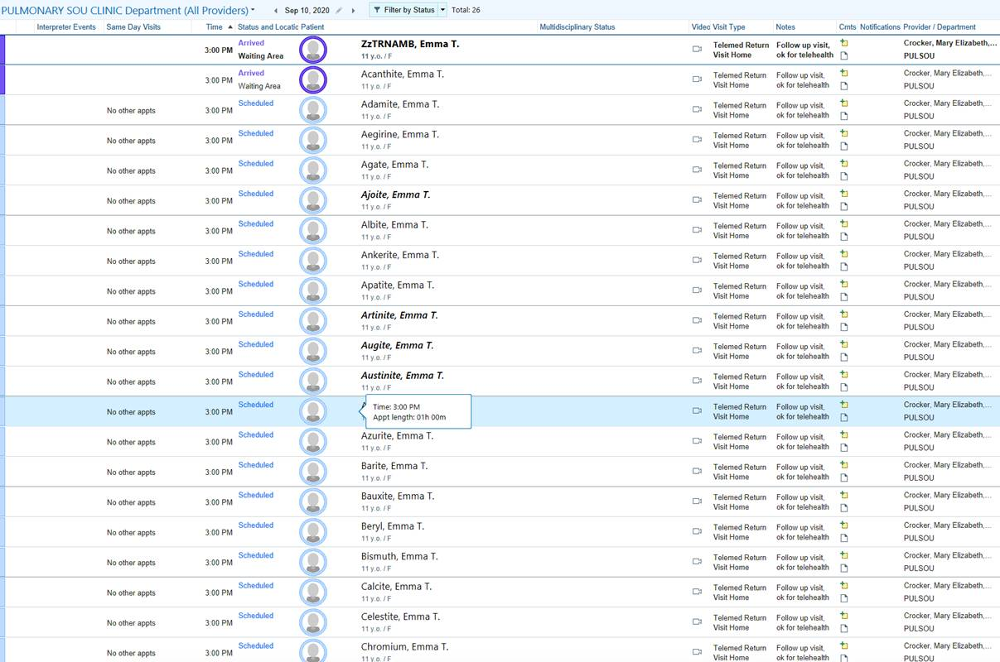 PULMONARY SOU CLINIC Department (All Providers)
Sep 10, 2020
Filter by Status
Total: 26
Interpreter Events Same Day Visits Time Status and Locatic Patient Multidisciplinary Status Video Visit Type Notes Cmts Notifications Provider / Department
Arrived ZzTRNAMB, Emma T. Telemed Return Follow up visit, Crocker, Mary Elizabeth,...
3:00 PM Waiting Area 11 y.o. / F Visit Home ok for telehealth PULSOU
Arrived Acanthite, Emma T. Telemed Return Follow up visit, Crocker, Mary Elizabeth,...
3:00 PM Waiting Area 11 y.o. / F Visit Home ok for telehealth PULSOU
Scheduled Adamite, Emma T. Telemed Return Follow up visit, Crocker, Mary Elizabeth,...
No other appts 3:00 PM 11 y.o. / F Visit Home ok for telehealth PULSOU
Scheduled Aegirine, Emma T. Telemed Return Follow up visit, Crocker, Mary Elizabeth,...
No other appts 3:00 PM 11 y.o. / F Visit Home ok for telehealth PULSOU
Scheduled Agate, Emma T. Telemed Return Follow up visit, Crocker, Mary Elizabeth,...
No other appts 3:00 PM 11 y.o. / F Visit Home ok for telehealth PULSOU
Scheduled Ajoite, Emma T. Telemed Return Follow up visit, Crocker, Mary Elizabeth,...
No other appts 3:00 PM 11 y.o. / F Visit Home ok for telehealth PULSOU
Scheduled Albite, Emma T. Telemed Return Follow up visit, Crocker, Mary Elizabeth,...
No other appts 3:00 PM 11 y.o. / F Visit Home ok for telehealth PULSOU
Scheduled Ankerite, Emma T. Telemed Return Follow up visit, Crocker, Mary Elizabeth,...
No other appts 3:00 PM 11 y.o. / F Visit Home ok for telehealth PULSOU
Scheduled Apatite, Emma T. Telemed Return Follow up visit, Crocker, Mary Elizabeth,...
No other appts 3:00 PM 11 y.o. / F Visit Home ok for telehealth PULSOU
Scheduled Artinite, Emma T. Telemed Return Follow up visit, Crocker, Mary Elizabeth,...
No other appts 3:00 PM 11 y.o. / F Visit Home ok for telehealth PULSOU
Scheduled Augite, Emma T. Telemed Return Follow up visit, Crocker, Mary Elizabeth,...
No other appts 3:00 PM 11 y.o. / F Visit Home ok for telehealth PULSOU
Scheduled Austinite, Emma T. Telemed Return Follow up visit, Crocker, Mary Elizabeth,...
No other appts 3:00 PM 11 y.o. / F Visit Home ok for telehealth PULSOU
Scheduled Time: 3:00 PM Telemed Return Follow up visit, Crocker, Mary Elizabeth,...
No other appts 3:00 PM Appt length: 01h 00m Visit Home ok for telehealth PULSOU
Scheduled Azurite, Emma T. Telemed Return Follow up visit, Crocker, Mary Elizabeth,...
No other appts 3:00 PM 11 y.o. / F Visit Home ok for telehealth PULSOU
Scheduled Barite, Emma T. Telemed Return Follow up visit, Crocker, Mary Elizabeth,...
No other appts 3:00 PM 11 y.o. / F Visit Home ok for telehealth PULSOU
Scheduled Bauxite, Emma T. Telemed Return Follow up visit, Crocker, Mary Elizabeth,...
No other appts 3:00 PM 11 y.o. / F Visit Home ok for telehealth PULSOU
Scheduled Beryl, Emma T. Telemed Return Follow up visit, Crocker, Mary Elizabeth,...
No other appts 3:00 PM 11 y.o. / F Visit Home ok for telehealth PULSOU
Scheduled Bismuth, Emma T. Telemed Return Follow up visit, Crocker, Mary Elizabeth,...
No other appts 3:00 PM 11 y.o. / F Visit Home ok for telehealth PULSOU
Scheduled Calcite, Emma T. Telemed Return Follow up visit, Crocker, Mary Elizabeth,...
No other appts 3:00 PM 11 y.o. / F Visit Home ok for telehealth PULSOU
Scheduled Celestite, Emma T. Telemed Return Follow up visit, Crocker, Mary Elizabeth,...
No other appts 3:00 PM 11 y.o. / F Visit Home ok for telehealth PULSOU
Scheduled Chromium, Emma T. Telemed Return Follow up visit, Crocker, Mary Elizabeth,...
No other appts 3:00 PM 11 y.o. / F Visit Home ok for telehealth PULSOU